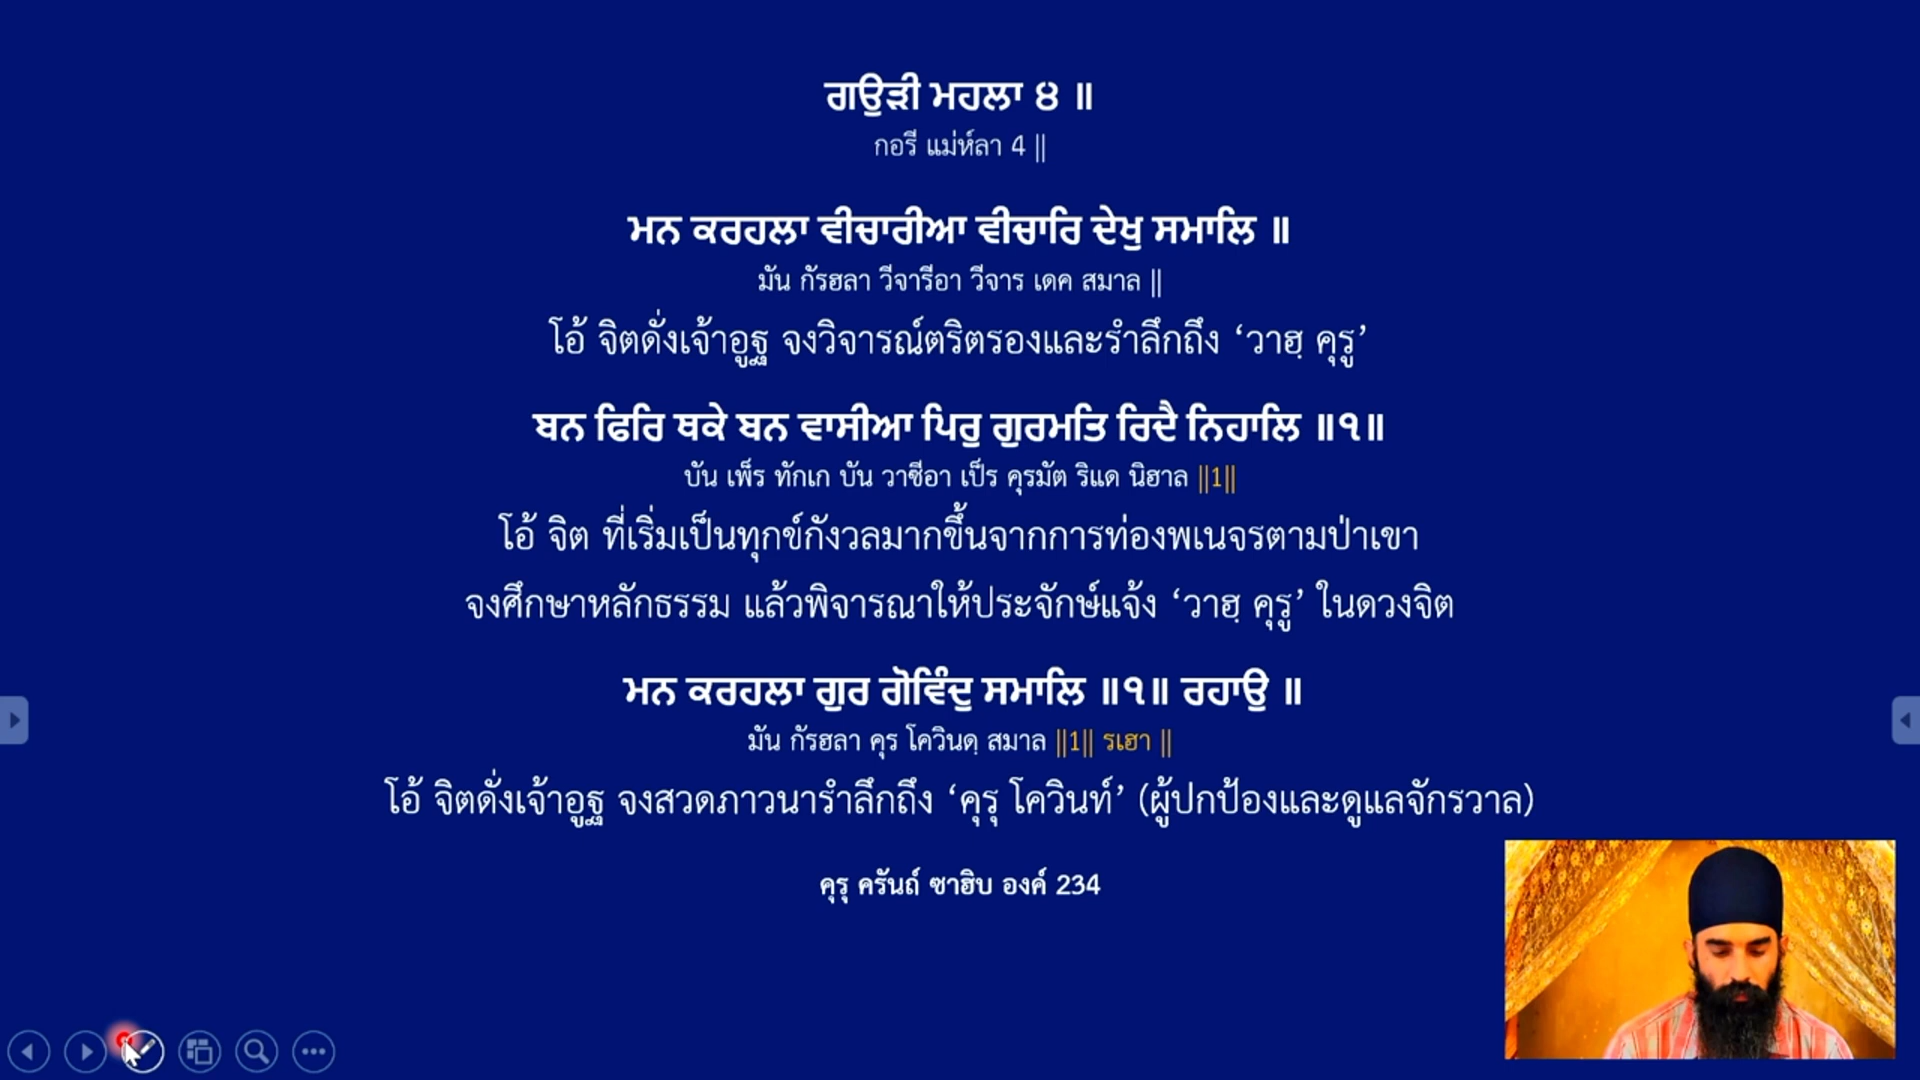 ਗਉੜੀ ਮਹਲਾ ੪ ॥
กอรี แม่ห์ลา 4 ||
ਮਨ ਕਰਹਲਾ ਵੀਚਾਰੀਆ ਵੀਚਾਰਿ ਦੇਖੁ ਸਮਾਲਿ ॥
มัน กัรฮลา วีจารีอา วีจาร เดค สมาล ||
โอ้ จิตดั่งเจ้าอูฐ จงวิจารณ์ตริตรองและรำลึกถึง ‘วาฮฺ คุรู’
ਬਨ ਫਿਰਿ ਥਕੇ ਬਨ ਵਾਸੀਆ ਪਿਰੁ ਗੁਰਮਤਿ ਰਿਦੈ ਨਿਹਾਲਿ ॥੧॥
บัน เพ็ร ทักเก บัน วาซีอา เป็ร คุรมัต ริแด นิฮาล ||1||
โอ้ จิต ที่เริ่มเป็นทุกข์กังวลมากขึ้นจากการท่องพเนจรตามป่าเขา
จงศึกษาหลักธรรม แล้วพิจารณาให้ประจักษ์แจ้ง ‘วาฮฺ คุรู’ ในดวงจิต
ਮਨ ਕਰਹਲਾ ਗੁਰ ਗੋਵਿੰਦੁ ਸਮਾਲਿ ॥੧॥ ਰਹਾਉ ॥
มัน กัรฮลา คุร โควินดฺ สมาล ||1|| รเฮา ||
โอ้ จิตดั่งเจ้าอูฐ จงสวดภาวนารำลึกถึง ‘คุรุ โควินท์’ (ผู้ปกป้องและดูแลจักรวาล)
คุรุ ครันถ์ ซาฮิบ องค์ 234